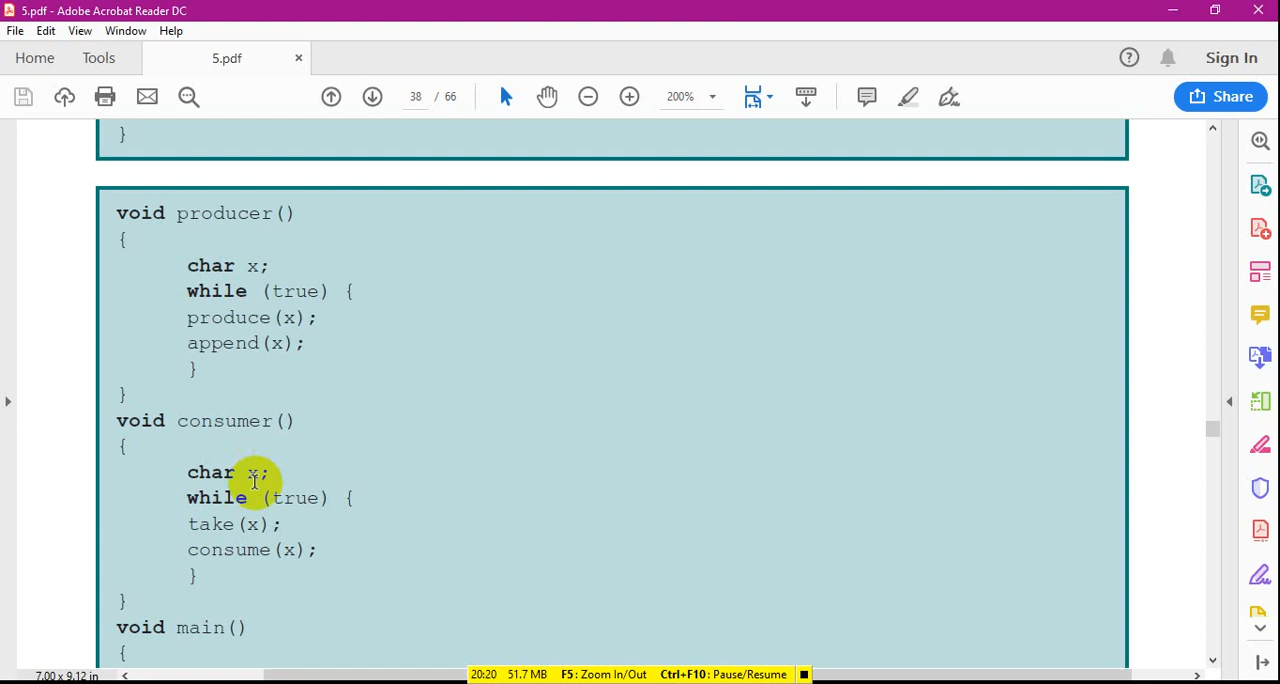 5.pdf - Adobe Acrobat Reader DC
File Edit View Window Help
Home Tools 5.pdf × Sign In
38 / 66 200% Share
}
void producer()
{
char x;
while (true) {
produce(x);
append(x);
}
}
void consumer()
{
char x;
while (true) {
take(x);
consume(x);
}
}
void main()
{
7.00 x 9.12 in
20:20 51.7 MB F5: Zoom In/Out Ctrl+F10: Pause/Resume